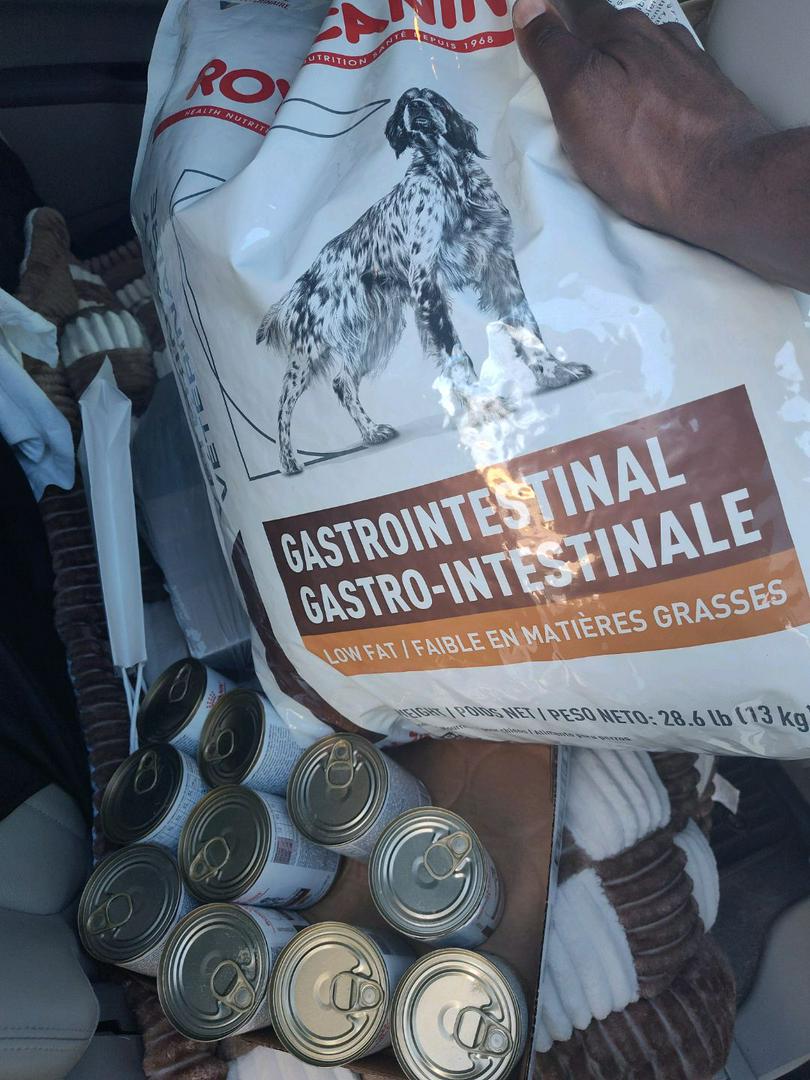 CANIN
NUTRITION SANTÉ DEPUIS 1968
ROY
HEALTH NUTRITI
GASTROINTESTINAL
GASTRO-INTESTINALE
LOW FAT / FAIBLE EN MATIÈRES GRASSES
EIGHT / POIDS NET / PESO NETO: 28.6 lb (13 kg)